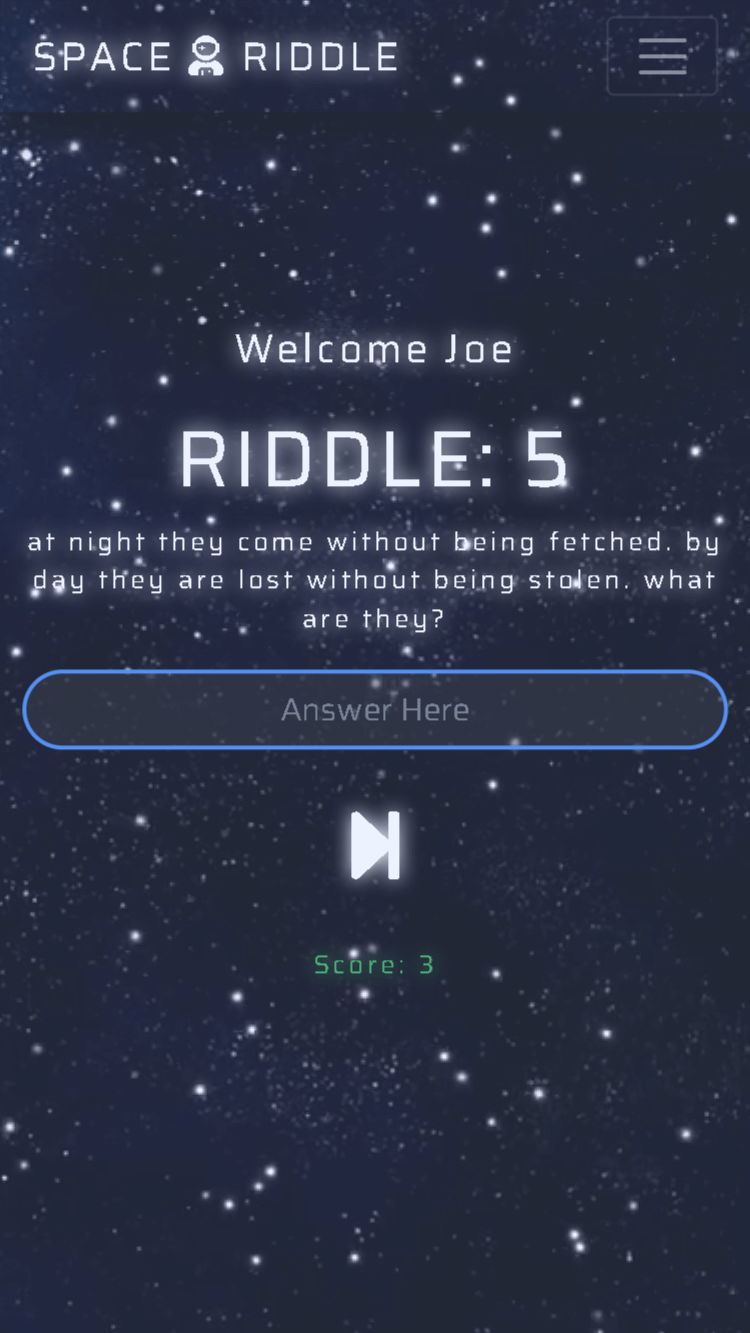 SPACE RIDDLE
Welcome Joe
RIDDLE: 5
at night they come without being fetched. by
day they are lost without being stolen. what
are they?
Answer Here
Score: 3